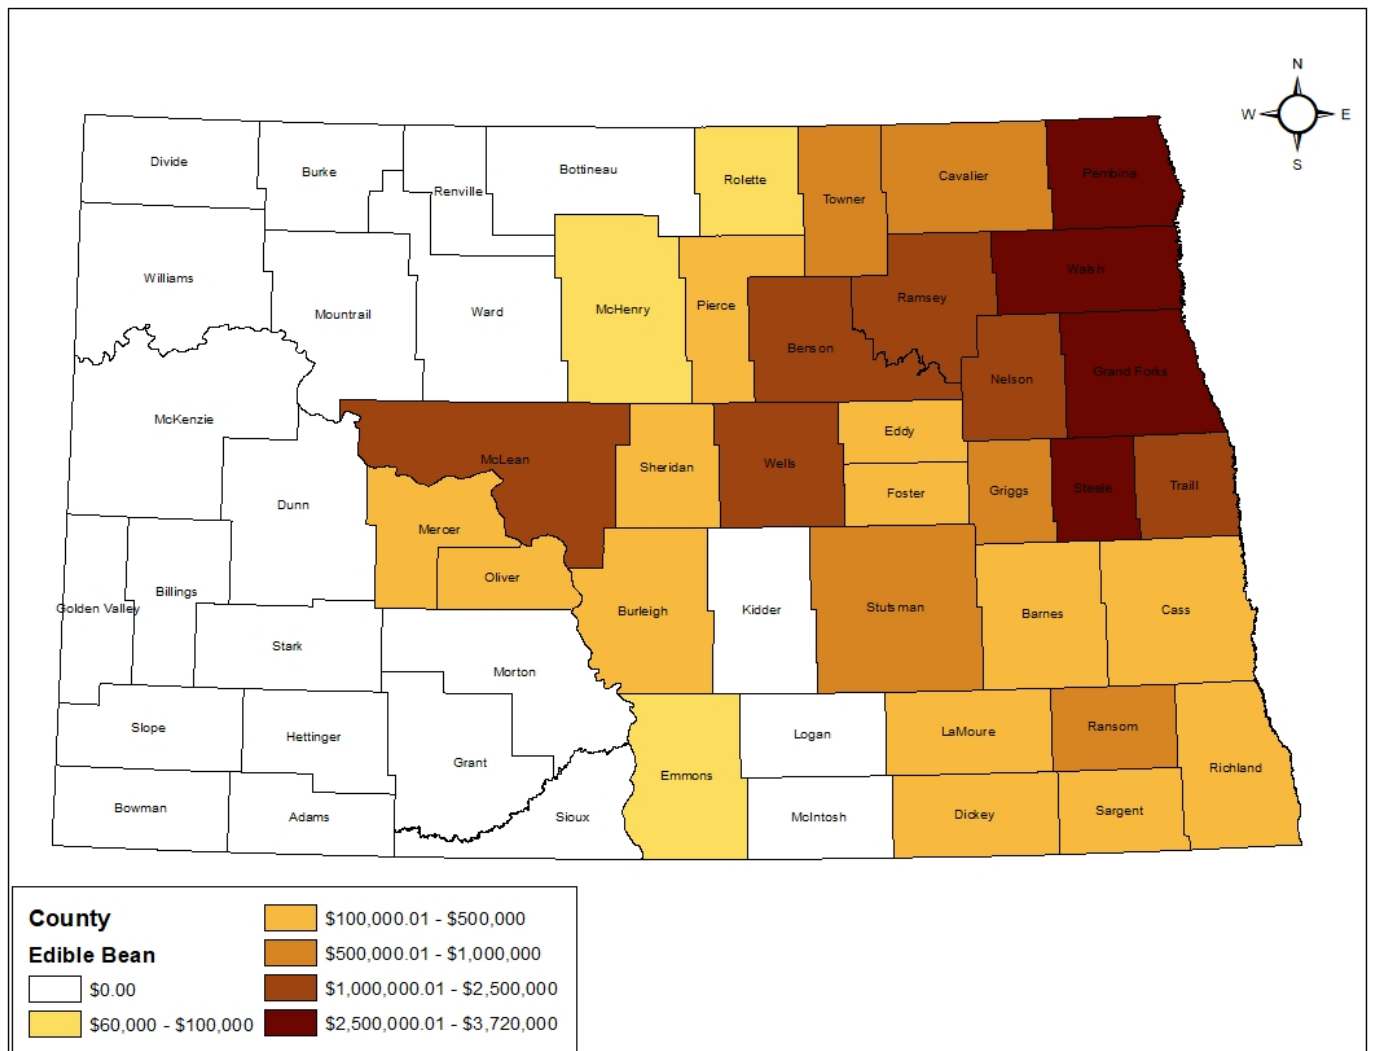 N
W E
S
Divide
Burke
Renville
Bottineau
Rolette
Towner
Cavalier
Pembina
Williams
Mountrail
Ward
McHenry
Pierce
Benson
Ramsey
Walsh
Nelson
Grand Forks
McKenzie
Dunn
McLean
Sheridan
Wells
Eddy
Foster
Griggs
Steele
Traill
Mercer
Oliver
Golden Valley
Billings
Stark
Morton
Burleigh
Kidder
Stutsman
Barnes
Cass
Slope
Hettinger
Grant
Emmons
Logan
LaMoure
Ransom
Richland
Bowman
Adams
Sioux
McIntosh
Dickey
Sargent
County
Edible Bean
$0.00
$60,000 - $100,000
$100,000.01 - $500,000
$500,000.01 - $1,000,000
$1,000,000.01 - $2,500,000
$2,500,000.01 - $3,720,000